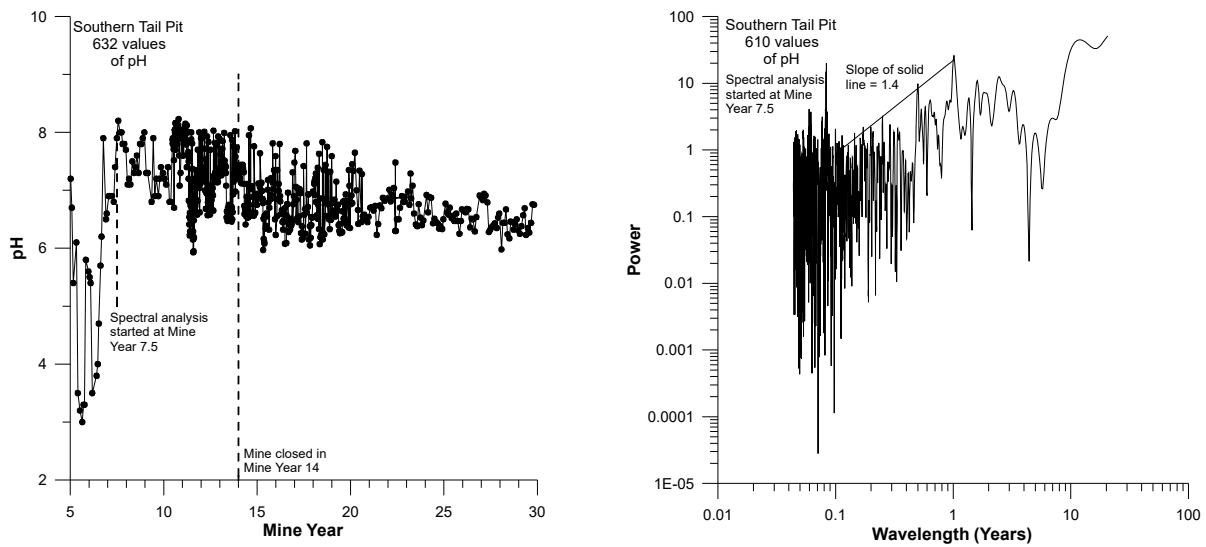 Southern Tail Pit
632 values
of pH
10
8
6
4
2
pH
Spectral analysis
started at Mine
Year 7.5
Mine closed in
Mine Year 14
5
10
15
20
25
30
Mine Year
Southern Tail Pit
610 values
of pH
Spectral analysis
started at Mine
Year 7.5
Slope of solid
line = 1.4
100
10
1
0.1
0.01
0.001
0.0001
1E-05
Power
0.01
0.1
1
10
100
Wavelength (Years)